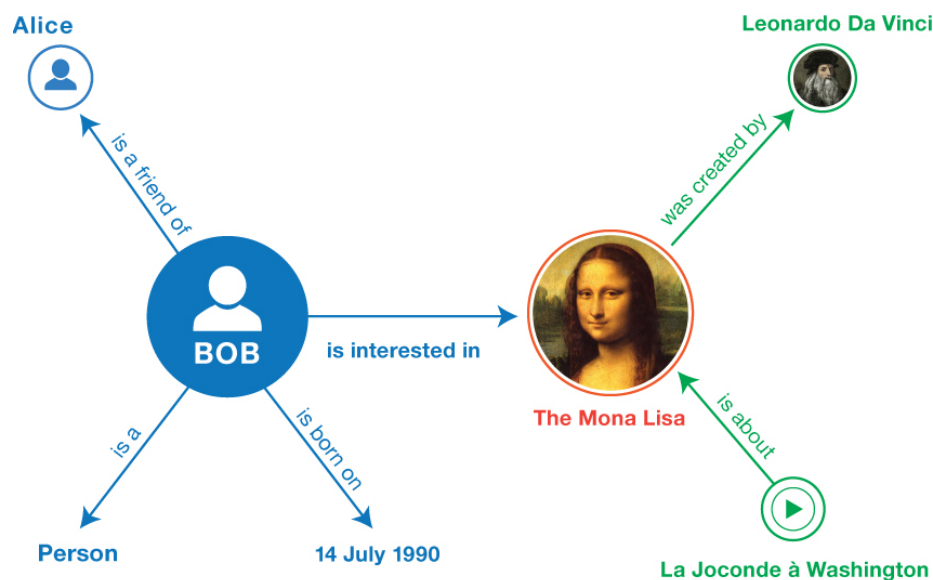 Alice
Leonardo Da Vinci
is a friend of
was created by
BOB
is interested in
The Mona Lisa
is a
is born on
is about
Person
14 July 1990
La Joconde à Washington